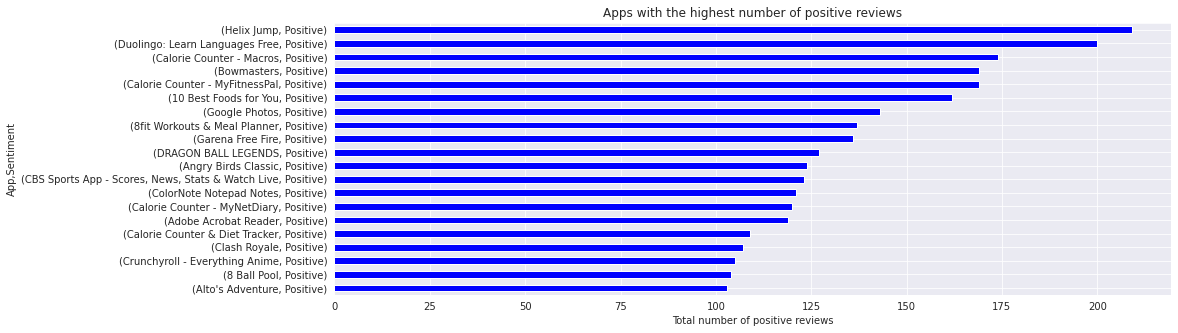 Apps with the highest number of positive reviews
App,Sentiment
(Helix Jump, Positive)
(Duolingo: Learn Languages Free, Positive)
(Calorie Counter - Macros, Positive)
(Bowmasters, Positive)
(Calorie Counter - MyFitnessPal, Positive)
(10 Best Foods for You, Positive)
(Google Photos, Positive)
(8fit Workouts & Meal Planner, Positive)
(Garena Free Fire, Positive)
(DRAGON BALL LEGENDS, Positive)
(Angry Birds Classic, Positive)
(CBS Sports App - Scores, News, Stats & Watch Live, Positive)
(ColorNote Notepad Notes, Positive)
(Calorie Counter - MyNetDiary, Positive)
(Adobe Acrobat Reader, Positive)
(Calorie Counter & Diet Tracker, Positive)
(Clash Royale, Positive)
(Crunchyroll - Everything Anime, Positive)
(8 Ball Pool, Positive)
(Alto's Adventure, Positive)
0 25 50 75 100 125 150 175 200
Total number of positive reviews